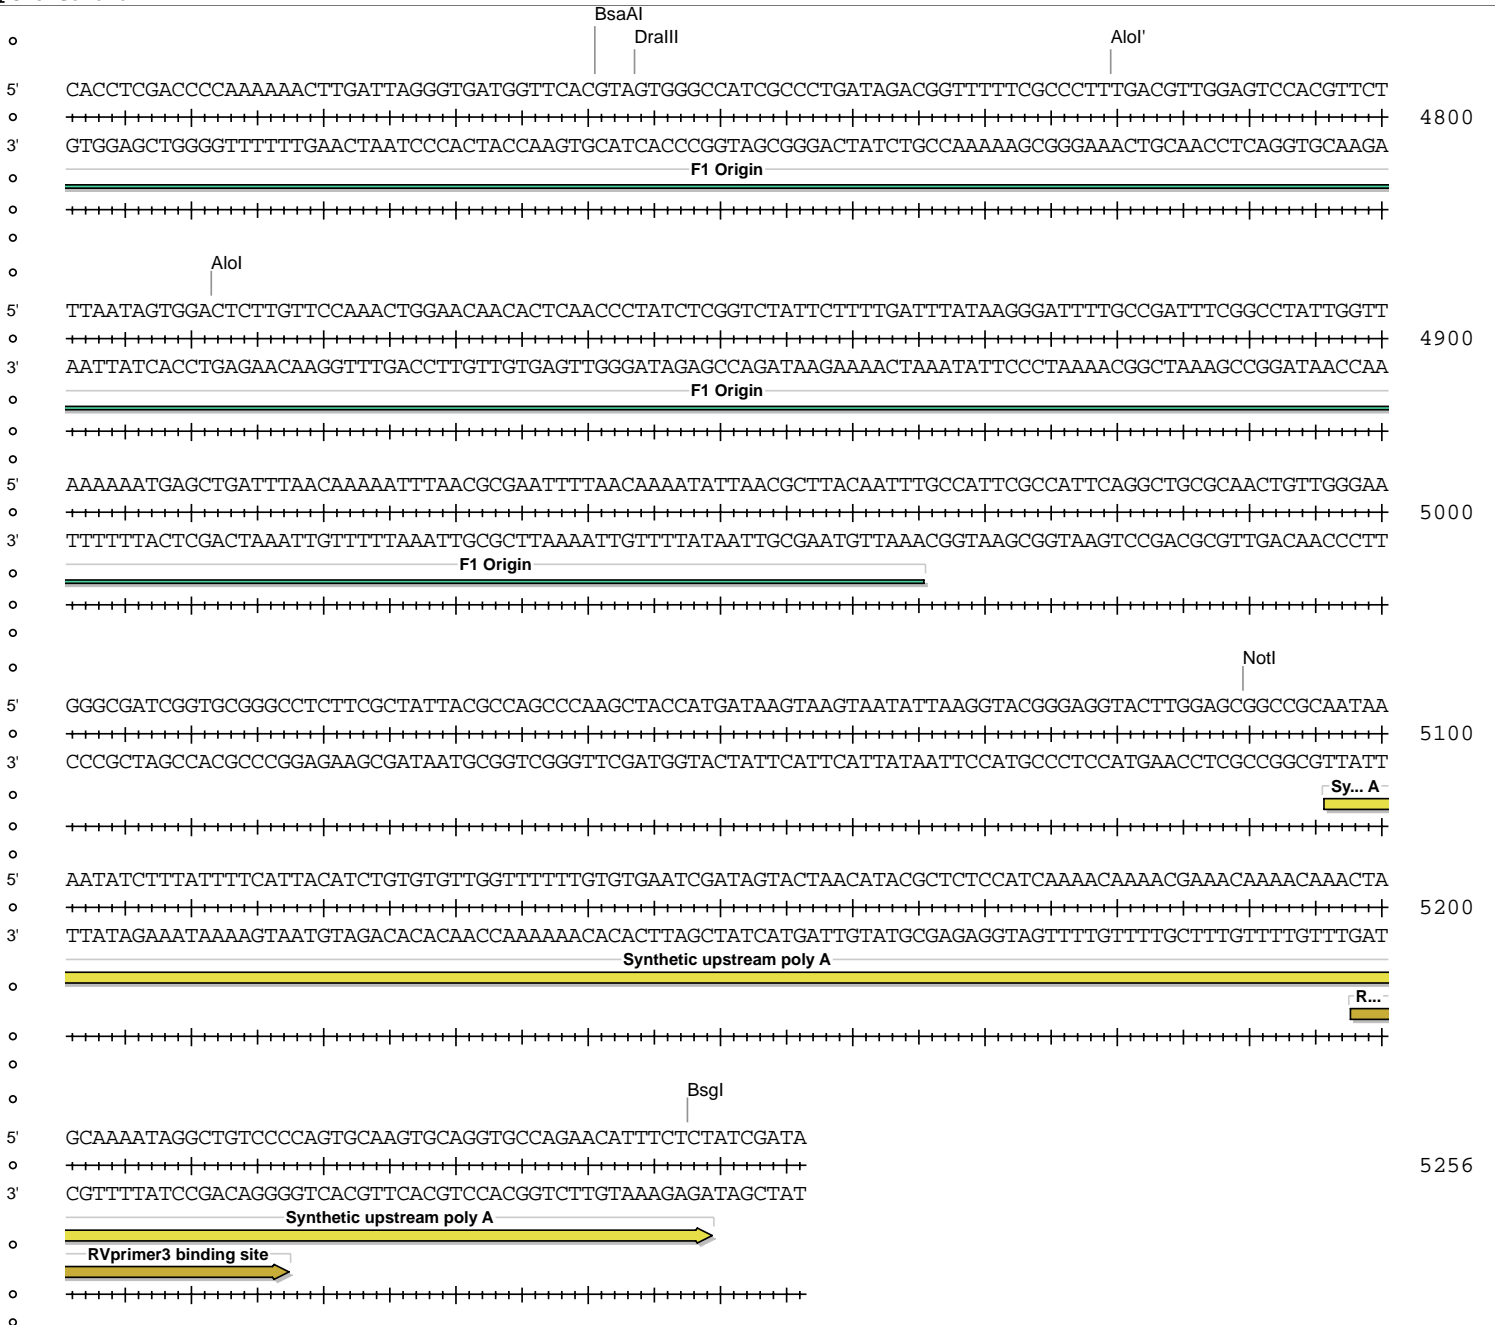 BsaAI
DraIII AloI'
5' CACCTCGACCCCAAAAAACTTGATTAGGGTGATGGTTCACGTAGTGGGCCATCGCCCTGATAGACGGTTTTTCGCCCTTTGACGTTGGAGTCCACGTTCT
4800
3' GTGGAGCTGGGGTTTTTTGAACTAATCCCACTACCAAGTGCATCACCCGGTAGCGGGACTATCTGCCAAAAAGCGGGAAACTGCAACCTCAGGTGCAAGA
F1 Origin
AloI
5' TTAATAGTGGACTCTTGTTCCAAACTGGAACAACACTCAACCCTATCTCGGTCTATTCTTTTGATTTATAAGGGATTTTGCCGATTTCGGCCTATTGGTT
4900
3' AATTATCACCTGAGAACAAGGTTTGACCTTGTTGTGAGTTGGGATAGAGCCAGATAAGAAAACTAAATATTCCCTAAAACGGCTAAAGCCGGATAACCAA
F1 Origin
5' AAAAAATGAGCTGATTTAACAAAAATTTAACGCGAATTTTAACAAAATATTAACGCTTACAATTTGCCATTCGCCATTCAGGCTGCGCAACTGTTGGGAA
5000
3' TTTTTTACTCGACTAAATTGTTTTTAAATTGCGCTTAAAATTGTTTTATAATTGCGAATGTTAAACGGTAAGCGGTAAGTCCGACGCGTTGACAACCCTT
F1 Origin
NotI
5' GGGCGATCGGTGCGGGCCTCTTCGCTATTACGCCAGCCCAAGCTACCATGATAAGTAAGTAATATTAAGGTACGGGAGGTACTTGGAGCGGCCGCAATAA
5100
3' CCCGCTAGCCACGCCCGGAGAAGCGATAATGCGGTCGGGTTCGATGGTACTATTCATTCATTATAATTCCATGCCCTCCATGAACCTCGCCGGCGTTATT
Sy... A
5' AATATCTTTATTTTCATTACATCTGTGTGTTGGTTTTTTGTGTGAATCGATAGTACTAACATACGCTCTCCATCAAAACAAAACGAAACAAAACAAACTA
5200
3' TTATAGAAATAAAAGTAATGTAGACACACAACCAAAAAACACACTTAGCTATCATGATTGTATGCGAGAGGTAGTTTTGTTTTGCTTTGTTTTGTTTGAT
Synthetic upstream poly A
R...
BsgI
5' GCAAAATAGGCTGTCCCCAGTGCAAGTGCAGGTGCCAGAACATTTCTCTATCGATA
5256
3' CGTTTTATCCGACAGGGGTCACGTTCACGTCCACGGTCTTGTAAAGAGATAGCTAT
Synthetic upstream poly A
RVprimer3 binding site